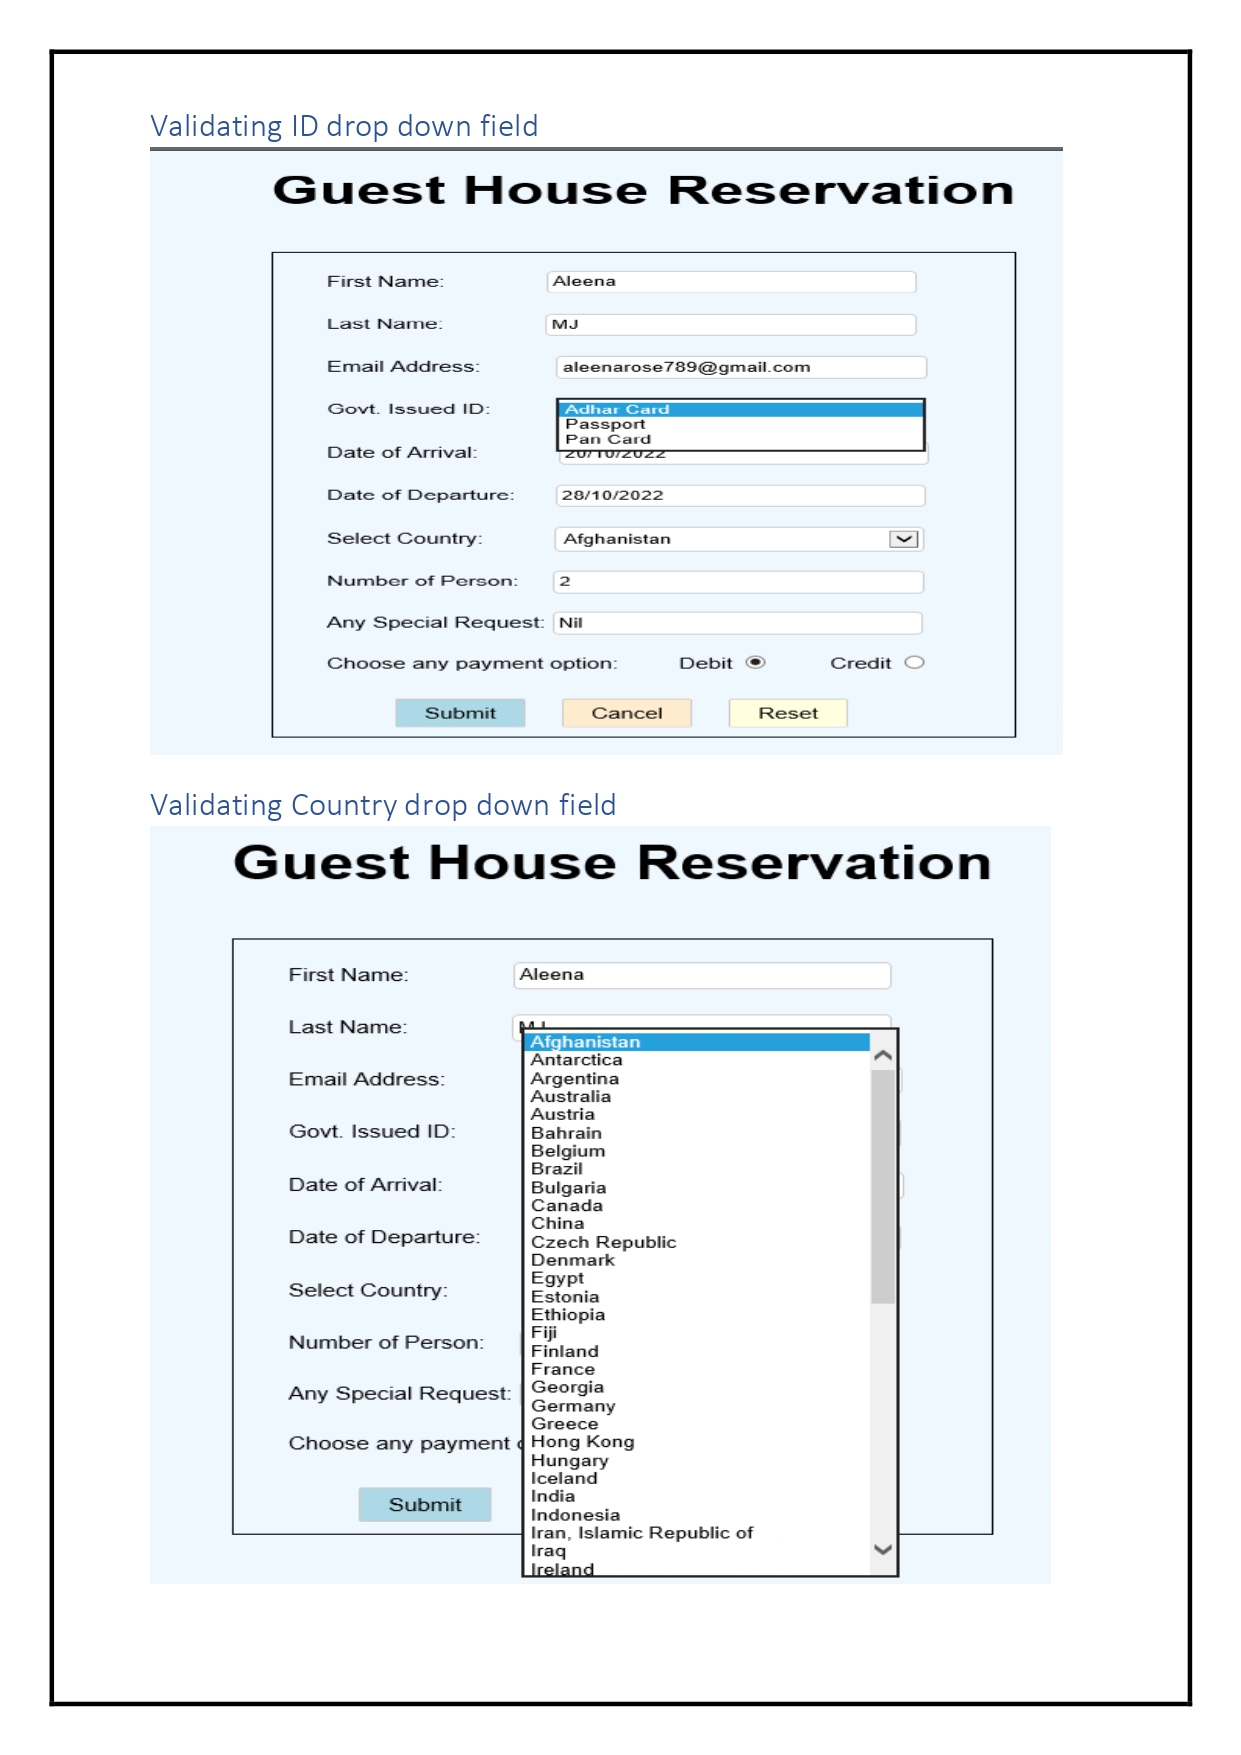 Validating ID drop down field
Guest House Reservation
First Name: Aleena
Last Name: MJ
Email Address: aleenarose789@gmail.com
Govt. Issued ID: Adhar Card
Passport
Pan Card
Date of Arrival: 20/10/2022
Date of Departure: 28/10/2022
Select Country: Afghanistan
Number of Person: 2
Any Special Request: Nil
Choose any payment option: Debit Credit
Submit Cancel Reset
Validating Country drop down field
Guest House Reservation
First Name: Aleena
Last Name: MJ
Afghanistan
Antarctica
Email Address: Argentina
Australia
Austria
Govt. Issued ID: Bahrain
Belgium
Brazil
Date of Arrival: Bulgaria
Canada
China
Date of Departure: Czech Republic
Denmark
Egypt
Select Country: Estonia
Ethiopia
Fiji
Number of Person: Finland
France
Any Special Request: Georgia
Germany
Greece
Choose any payment Hong Kong
Hungary
Iceland
Submit India
Indonesia
Iran, Islamic Republic of
Iraq
Ireland